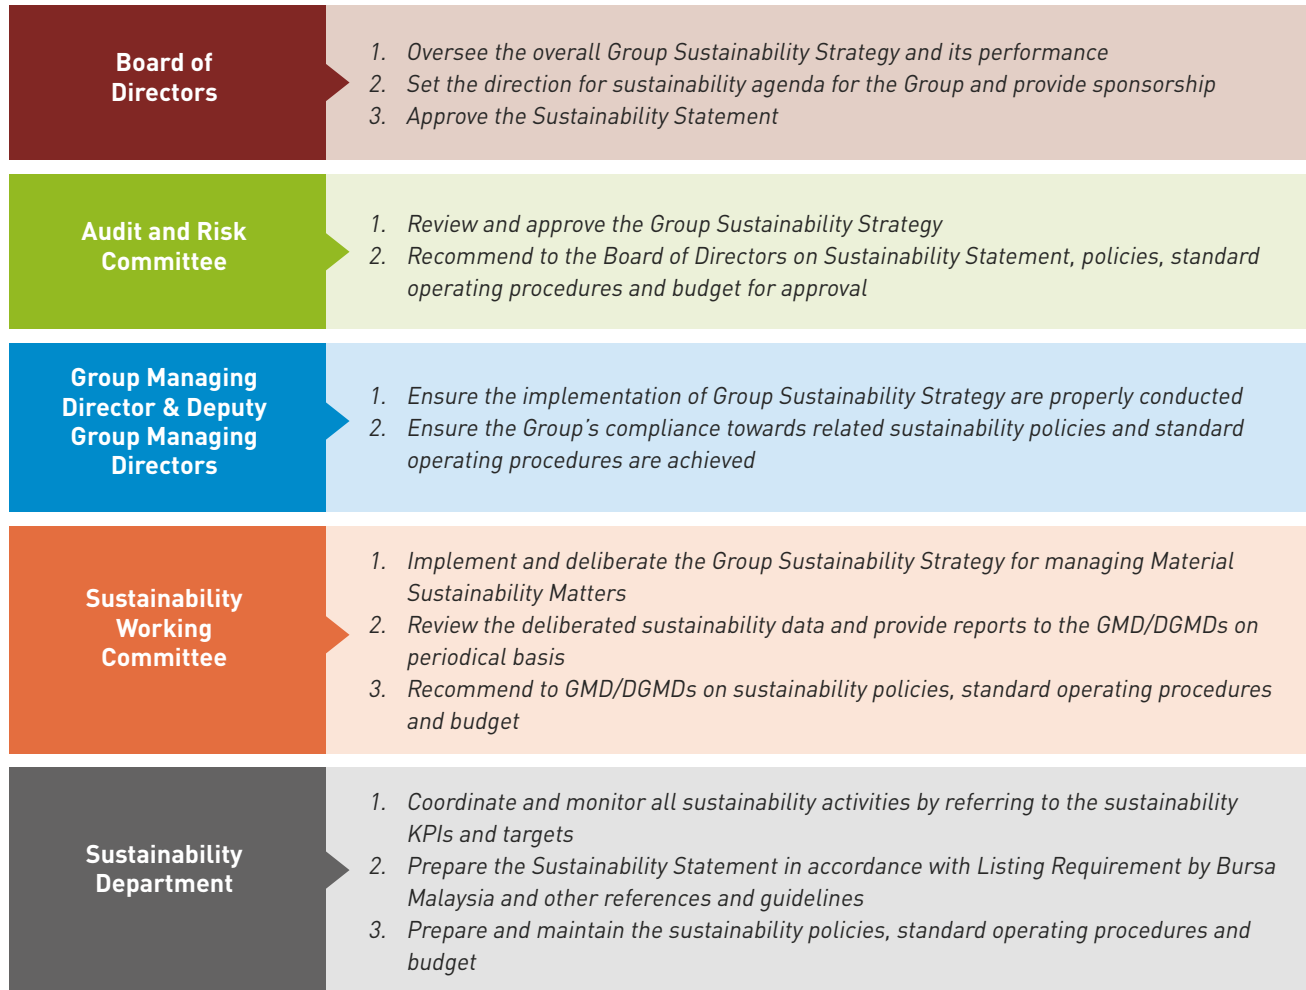 Board of
Directors
1. Oversee the overall Group Sustainability Strategy and its performance
2. Set the direction for sustainability agenda for the Group and provide sponsorship
3. Approve the Sustainability Statement
Audit and Risk
Committee
1. Review and approve the Group Sustainability Strategy
2. Recommend to the Board of Directors on Sustainability Statement, policies, standard
operating procedures and budget for approval
Group Managing
Director & Deputy
Group Managing
Directors
1. Ensure the implementation of Group Sustainability Strategy are properly conducted
2. Ensure the Group's compliance towards related sustainability policies and standard
operating procedures are achieved
Sustainability
Working
Committee
1. Implement and deliberate the Group Sustainability Strategy for managing Material
Sustainability Matters
2. Review the deliberated sustainability data and provide reports to the GMD/DGMDs on
periodical basis
3. Recommend to GMD/DGMDs on sustainability policies, standard operating procedures
and budget
Sustainability
Department
1. Coordinate and monitor all sustainability activities by referring to the sustainability
KPIs and targets
2. Prepare the Sustainability Statement in accordance with Listing Requirement by Bursa
Malaysia and other references and guidelines
3. Prepare and maintain the sustainability policies, standard operating procedures and
budget